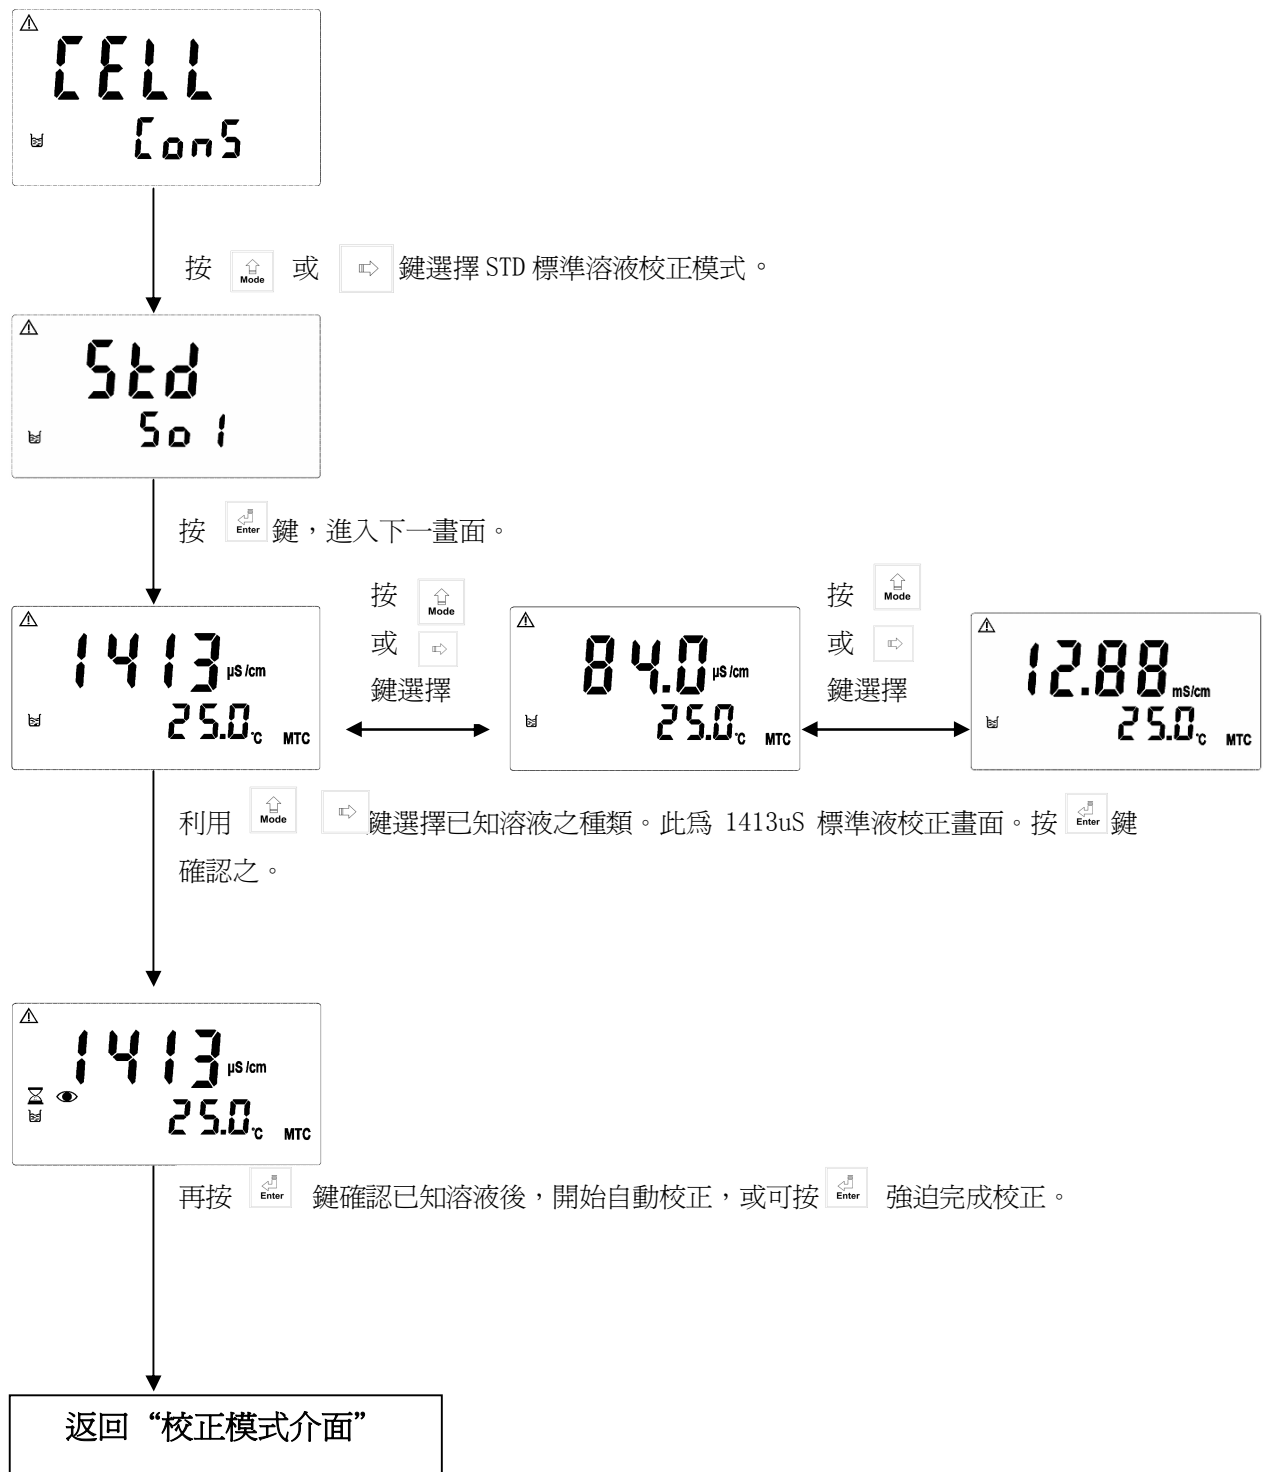 CELL
ConS
按 Mode 或 鍵選擇 STD 標準溶液校正模式。
Std
Sol
按 Enter 鍵，進入下一畫面。
1413 µS/cm
25.0 ℃ MTC
按 Mode
或
鍵選擇
84.0 µS/cm
25.0 ℃ MTC
按 Mode
或
鍵選擇
12.88 mS/cm
25.0 ℃ MTC
利用 Mode 鍵選擇已知溶液之種類。此為 1413uS 標準液校正畫面。按 Enter 鍵
確認之。
1413 µS/cm
25.0 ℃ MTC
再按 Enter 鍵確認已知溶液後，開始自動校正，或可按 Enter 強迫完成校正。
返回“校正模式介面”